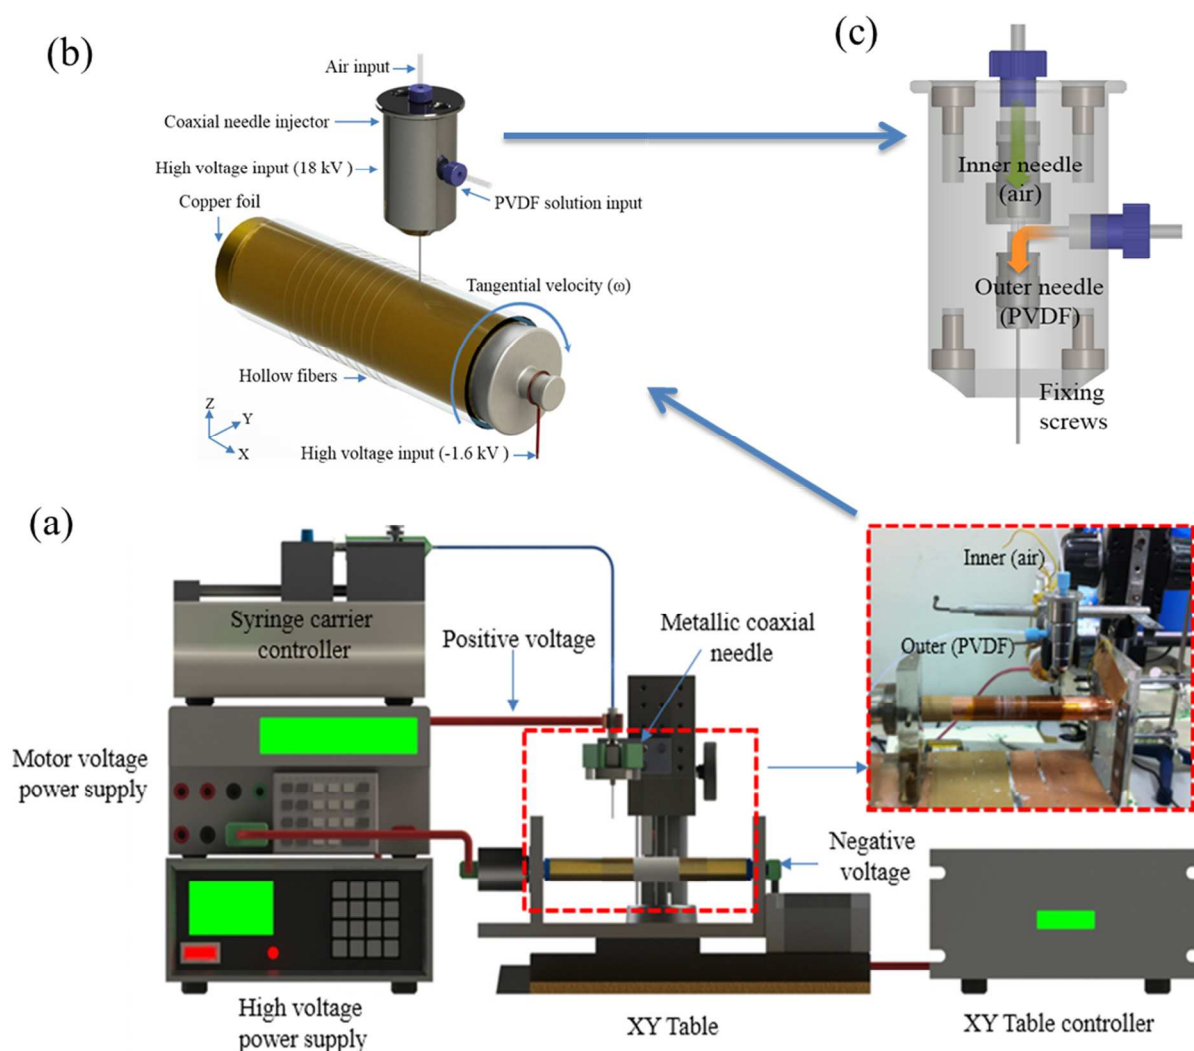 (b)
Air input
Coaxial needle injector
High voltage input (18 kV )
PVDF solution input
Copper foil
Tangential velocity (ω)
Hollow fibers
Z
Y
X
High voltage input (-1.6 kV )
(c)
Inner needle
(air)
Outer needle
(PVDF)
Fixing
screws
(a)
Syringe carrier
controller
Positive voltage
Metallic coaxial
needle
Inner (air)
Outer (PVDF)
Motor voltage
power supply
Negative
voltage
High voltage
power supply
XY Table
XY Table controller